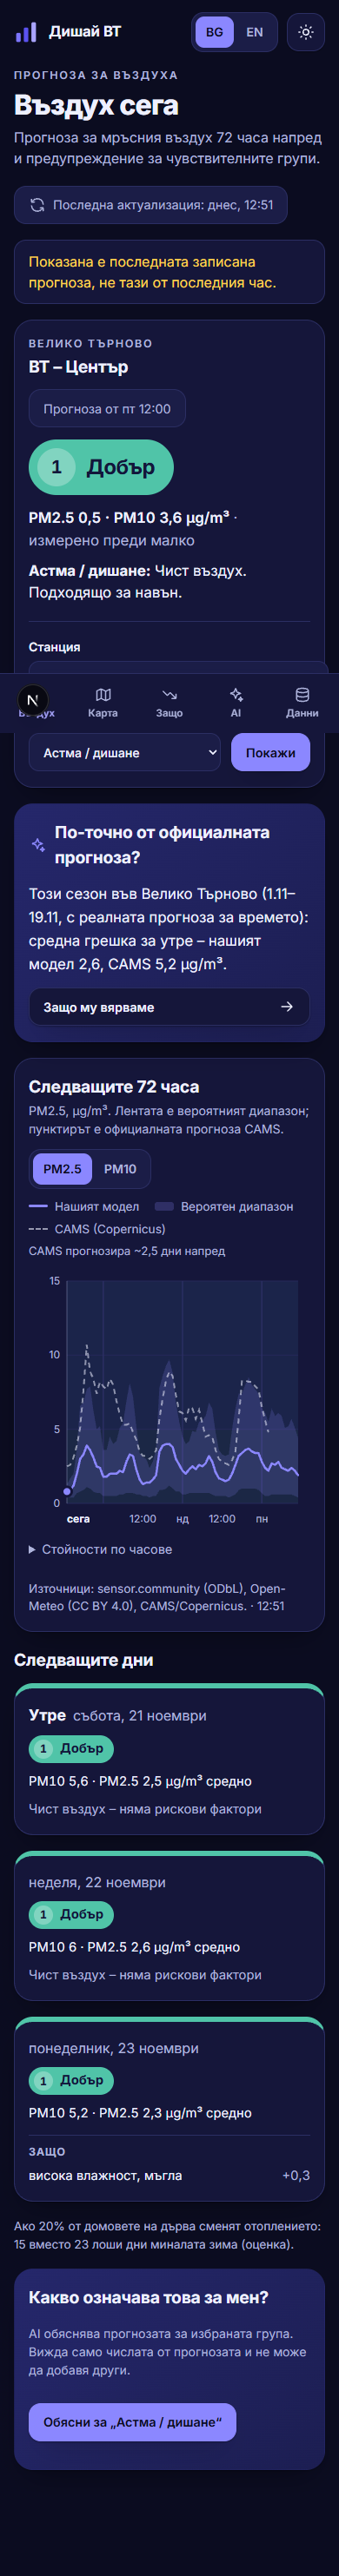 Дишай ВТ
BG
EN
ПРОГНОЗА ЗА ВЪЗДУХА
Въздух сега
Прогноза за мръсния въздух 72 часа напред
и предупреждение за чувствителните групи.
Последна актуализация: днес, 12:51
Показана е последната записана
прогноза, не тази от последния час.
ВЕЛИКО ТЪРНОВО
ВТ – Център
Прогноза от пт 12:00
1 Добър
PM2.5 0,5 · PM10 3,6 µg/m³ ·
измерено преди малко
Астма / дишане: Чист въздух.
Подходящо за навън.
Станция
N
Карта
Защо
AI
Данни
Астма / дишане
Покажи
По-точно от официалната
прогноза?
Този сезон във Велико Търново (1.11–
19.11, с реалната прогноза за времето):
средна грешка за утре – нашият
модел 2,6, CAMS 5,2 µg/m³.
Защо му вярваме
Следващите 72 часа
PM2.5, µg/m³. Лентата е вероятният диапазон;
пунктирът е официалната прогноза CAMS.
PM2.5
PM10
Нашият модел
Вероятен диапазон
CAMS (Copernicus)
CAMS прогнозира ~2,5 дни напред
15
10
5
0
сега 12:00 нд 12:00 пн
Стойности по часове
Източници: sensor.community (ODbL), Open-
Meteo (CC BY 4.0), CAMS/Copernicus. · 12:51
Следващите дни
Утре събота, 21 ноември
1 Добър
PM10 5,6 · PM2.5 2,5 µg/m³ средно
Чист въздух – няма рискови фактори
неделя, 22 ноември
1 Добър
PM10 6 · PM2.5 2,6 µg/m³ средно
Чист въздух – няма рискови фактори
понеделник, 23 ноември
1 Добър
PM10 5,2 · PM2.5 2,3 µg/m³ средно
ЗАЩО
висока влажност, мъгла +0,3
Ако 20% от домовете на дърва сменят отоплението:
15 вместо 23 лоши дни миналата зима (оценка).
Какво означава това за мен?
AI обяснява прогнозата за избраната група.
Вижда само числата от прогнозата и не може
да добавя други.
Обясни за „Астма / дишане“